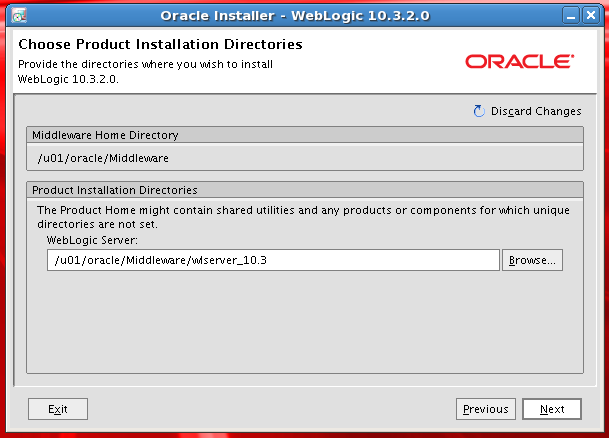 Oracle Installer - WebLogic 10.3.2.0
Choose Product Installation Directories
Provide the directories where you wish to install
WebLogic 10.3.2.0.
ORACLE
Discard Changes
Middleware Home Directory
/u01/oracle/Middleware
Product Installation Directories
The Product Home might contain shared utilities and any products or components for which unique
directories are not set.
WebLogic Server:
/u01/oracle/Middleware/wlserver_10.3
Browse...
Exit
Previous
Next